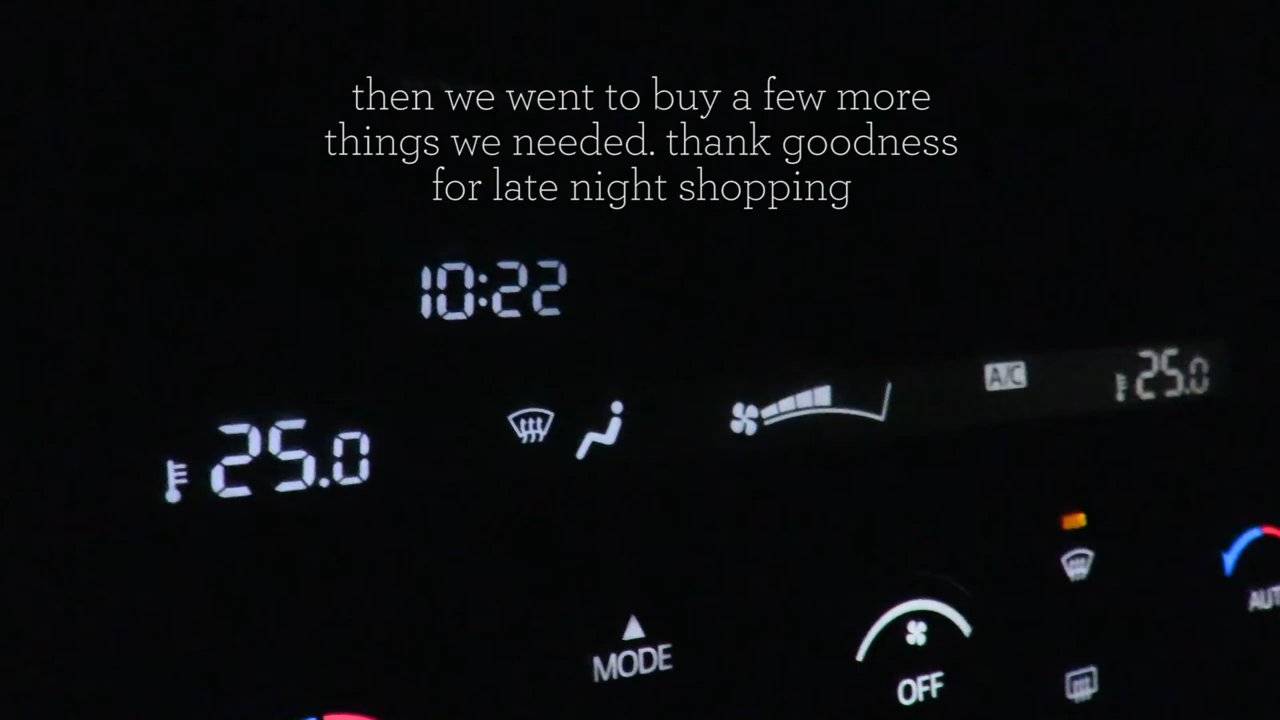 then we went to buy a few more
things we needed. thank goodness
for late night shopping
10:22
A/C
25.0
25.0
MODE
OFF